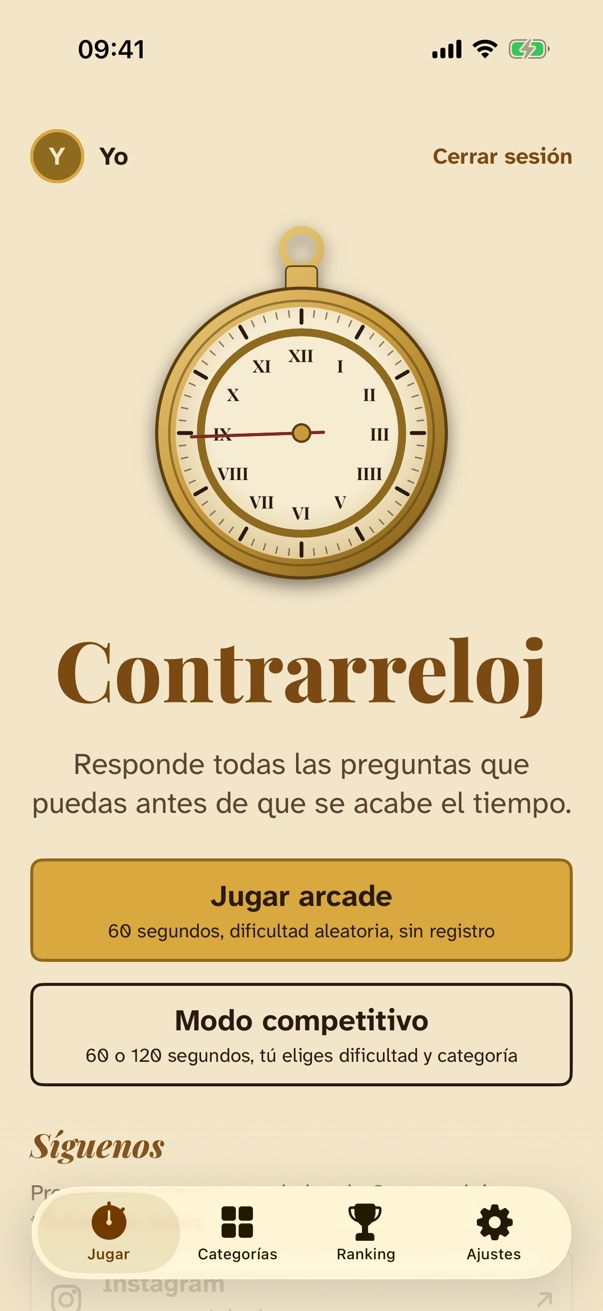 09:41
Y Yo
Cerrar sesión
XII
XI I
X II
IX III
VIII IIII
VII V
VI
Contrarreloj
Responde todas las preguntas que
puedas antes de que se acabe el tiempo.
Jugar arcade
60 segundos, dificultad aleatoria, sin registro
Modo competitivo
60 o 120 segundos, tú eliges dificultad y categoría
Síguenos
Jugar
Categorías
Ranking
Ajustes
Instagram